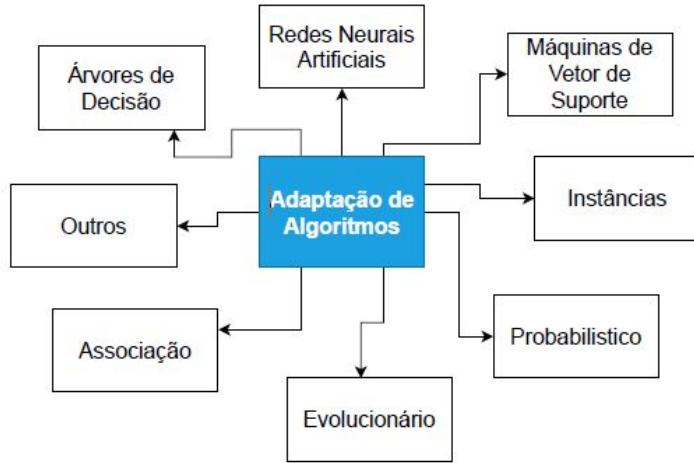 Redes Neurais
Artificiais
Máquinas de
Vetor de
Suporte
Árvores de
Decisão
Adaptação de
Algoritmos
Instâncias
Outros
Probabilistico
Associação
Evolucionário